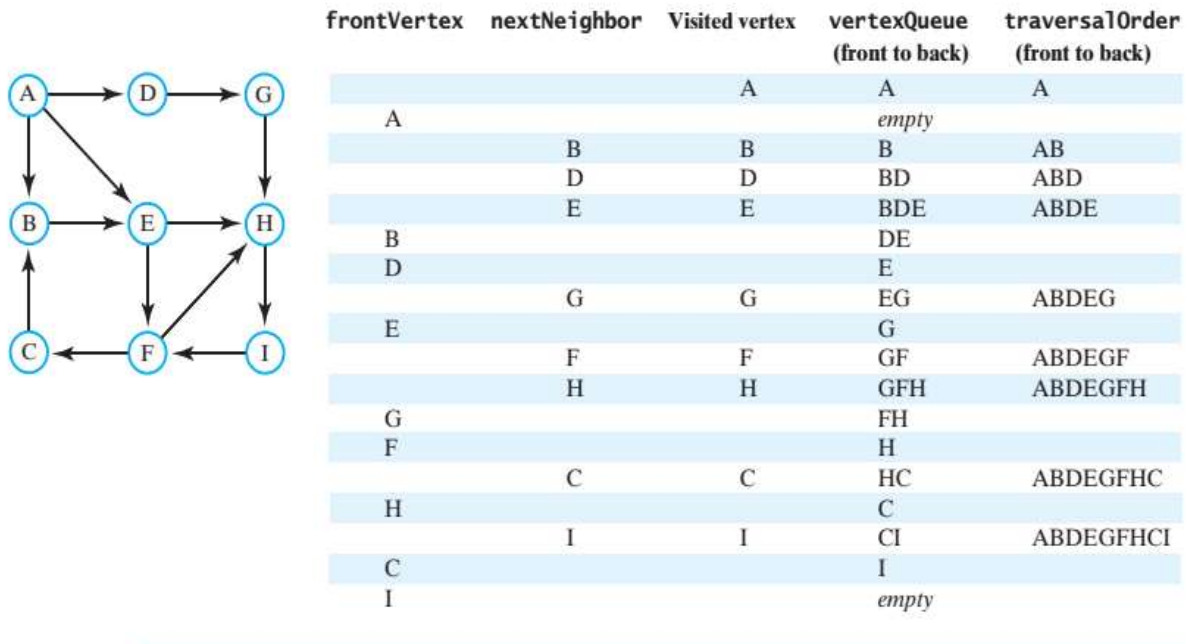 frontVertex nextNeighbor Visited vertex vertexQueue traversalOrder
(front to back) (front to back)
A D G
B E H
C F I
A A A
A empty
B B B AB
D D BD ABD
E E BDE ABDE
B DE
D E
G G EG ABDEG
E G
F F GF ABDEGF
H H GFH ABDEGFH
G FH
F H
C C HC ABDEGFHC
H C
I I CI ABDEGFHCI
C I
I empty